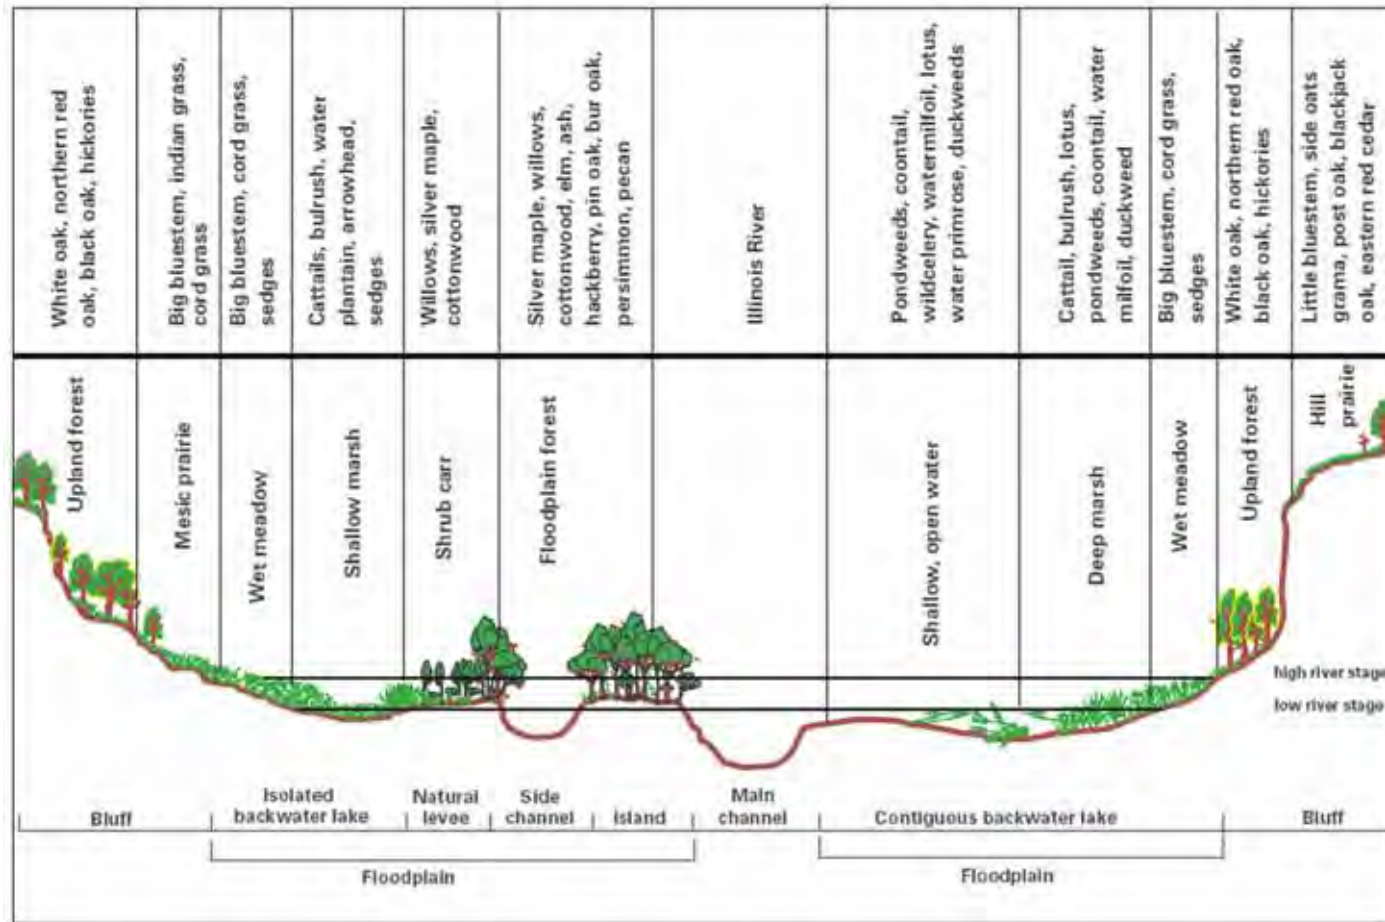 White oak, northern red
oak, black oak, hickories
Big bluestem, indian grass,
cord grass
Big bluestem, cord grass,
sedges
Cattails, bulrush, water
plantain, arrowhead,
sedges
Willows, silver maple,
cottonwood
Silver maple, willows,
cottonwood, elm, ash,
hackberry, pin oak, bur oak,
persimmon, pecan
Illinois River
Pondweeds, coontail,
wildcelery, watermilfoil, lotus,
water primrose, duckweeds
Cattail, bulrush, lotus,
pondweeds, coontail, water
milfoil, duckweed
Big bluestem, cord grass,
sedges
White oak, northern red oak,
black oak, hickories
Little bluestem, side oats
grama, post oak, blackjack
oak, eastern red cedar
Upland forest
Mesic prairie
Wet meadow
Shallow marsh
Shrub carr
Floodplain forest
Shallow, open water
Deep marsh
Wet meadow
Upland forest
Hill
prairie
high river stage
low river stage
Bluff
Isolated
backwater lake
Natural
levee
Side
channel
island
Main
channel
Contiguous backwater lake
Bluff
Floodplain
Floodplain